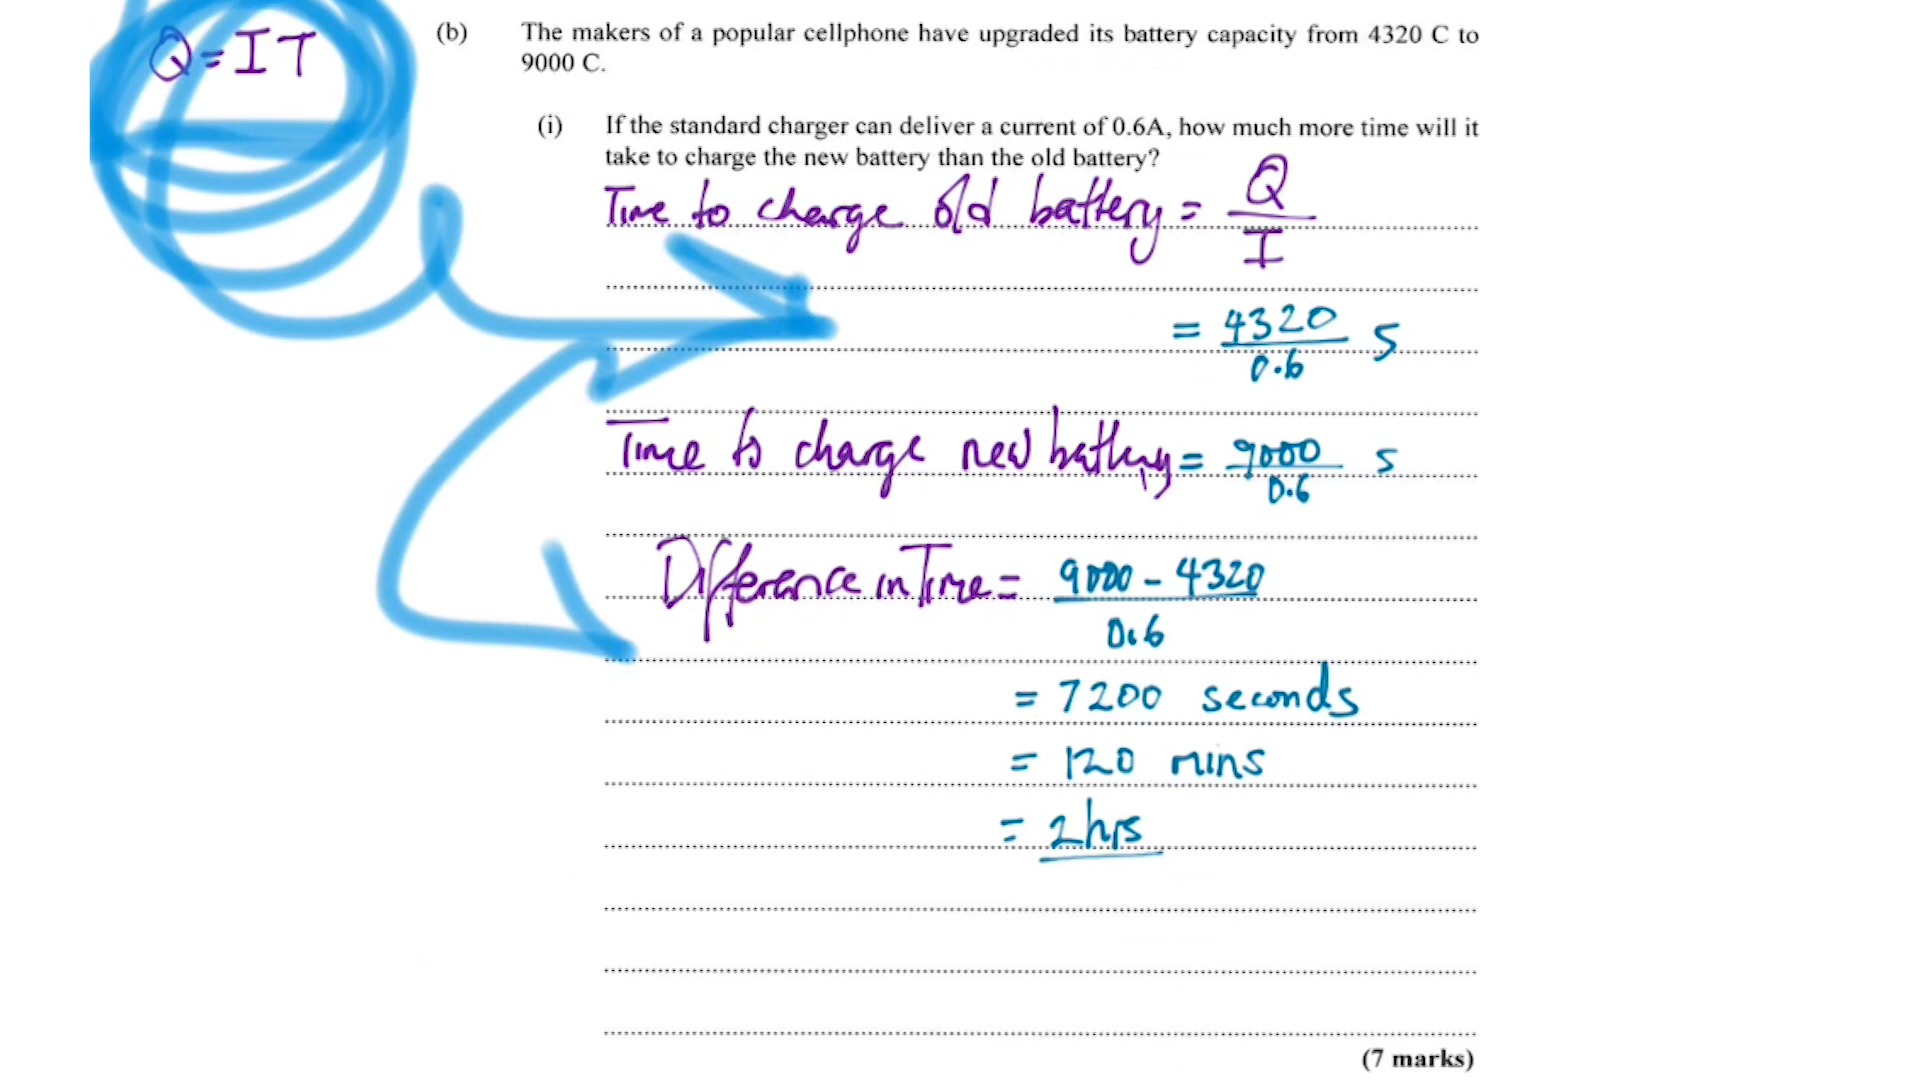 Q=IT
(b) The makers of a popular cellphone have upgraded its battery capacity from 4320 C to
9000 C.
(i) If the standard charger can deliver a current of 0.6A, how much more time will it
take to charge the new battery than the old battery?
Time to charge old battery = Q/I
= 4320/0.6 s
Time to charge new battery = 9000/0.6 s
Difference in Time = 9000 - 4320/0.6
= 7200 seconds
= 120 mins
= 2hrs
(7 marks)